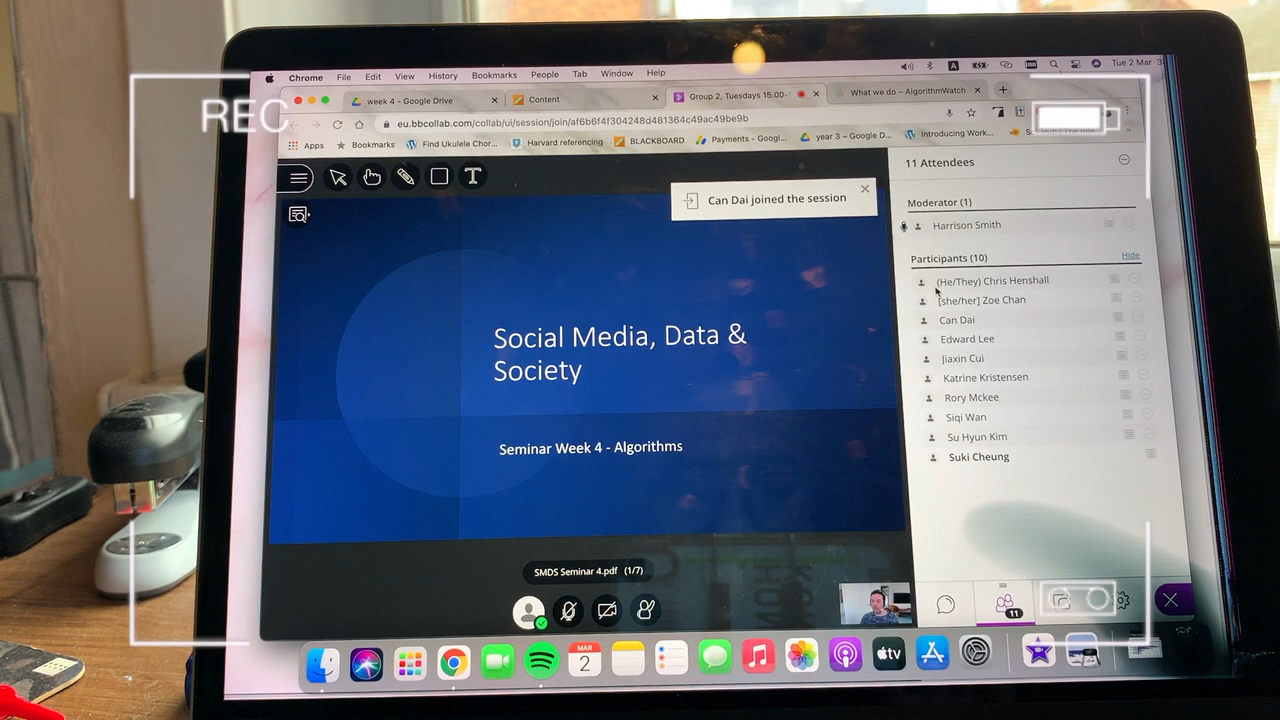 REC
Chrome File Edit View History Bookmarks People Tab Window Help
A
Tue 2 Mar
week 4 – Google Drive
Content
Group 2, Tuesdays 15.00-
What we do – AlgorithmWatch
eu.bbcollab.com/collab/ui/session/join/af6b6f4f304248d481364c49ac49be9b
Apps
Bookmarks
Find Ukulele Chor...
Harvard referencing
BLACKBOARD
Payments – Googl...
year 3 – Google D...
Introducing Work...
T
Can Dai joined the session
11 Attendees
Moderator (1)
Harrison Smith
Participants (10)
Hide
(He/They) Chris Henshall
[she/her] Zoe Chan
Can Dai
Edward Lee
Jiaxin Cui
Katrine Kristensen
Rory Mckee
Siqi Wan
Su Hyun Kim
Suki Cheung
Social Media, Data &
Society
Seminar Week 4 - Algorithms
SMDS Seminar 4.pdf (1/7)
11
MAR
2
tv